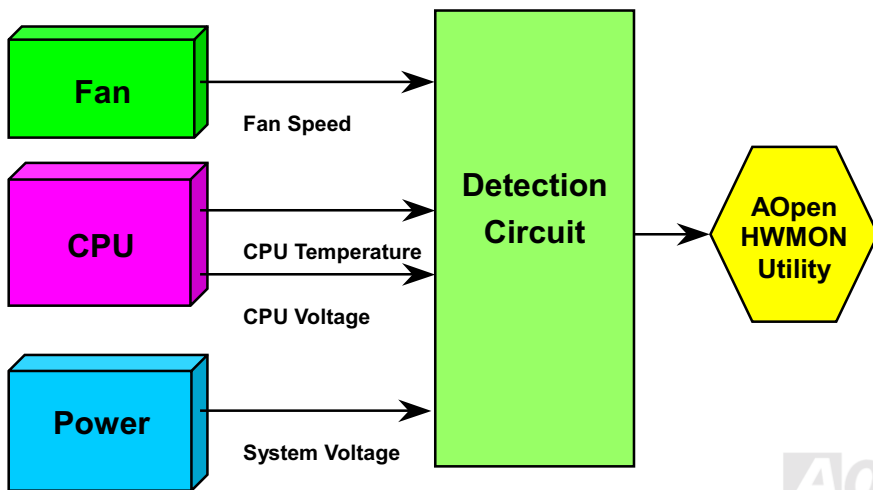 Fan
Fan Speed
CPU
CPU Temperature
CPU Voltage
Power
System Voltage
Detection
Circuit
AOpen
HWMON
Utility